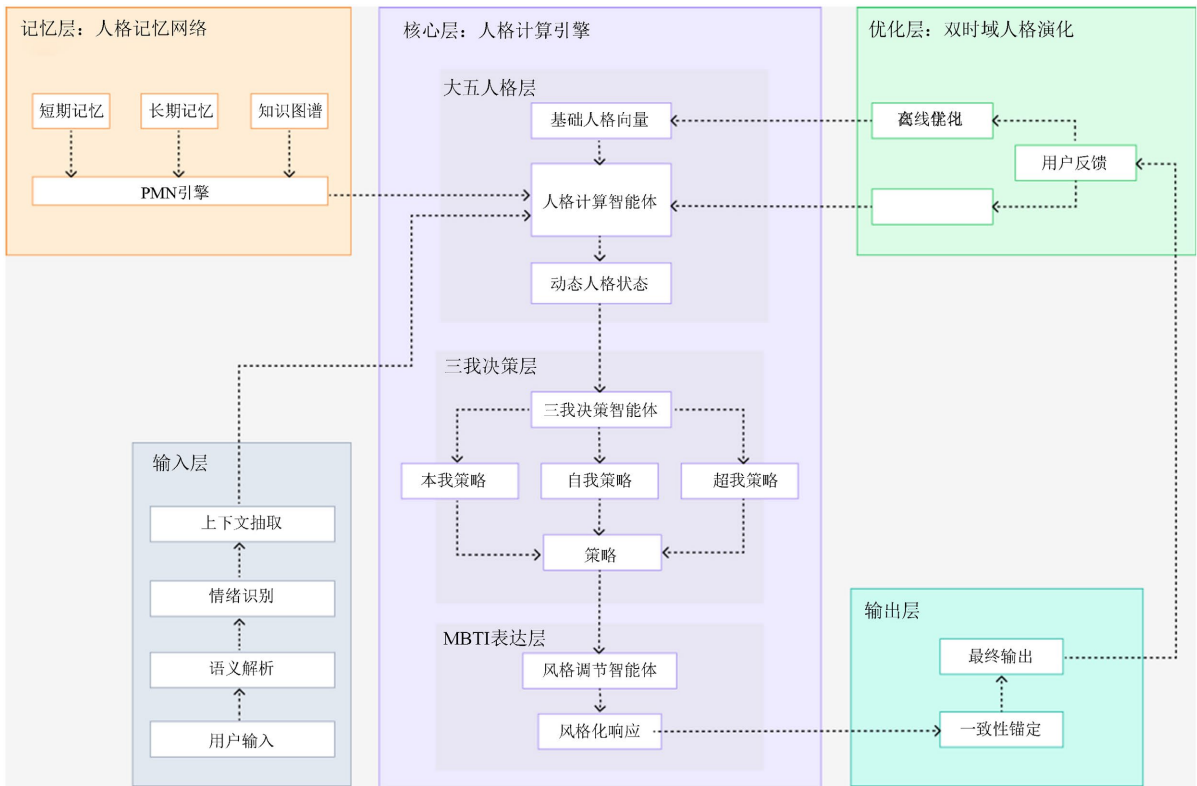 记忆层：人格记忆网络
短期记忆
长期记忆
知识图谱
PMN引擎
核心层：人格计算引擎
大五人格层
基础人格向量
人格计算智能体
动态人格状态
三我决策层
三我决策智能体
本我策略
自我策略
超我策略
策略
MBTI表达层
风格调节智能体
风格化响应
优化层：双时域人格演化
用户反馈
输入层
上下文抽取
情绪识别
语义解析
用户输入
输出层
最终输出
一致性锚定